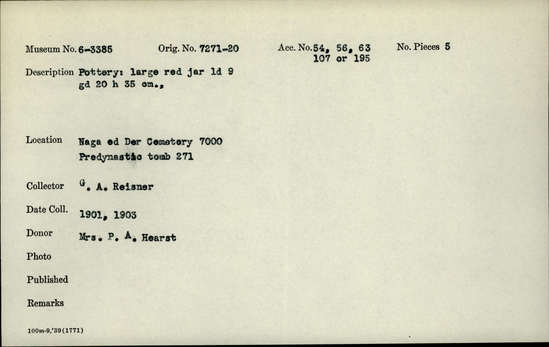 Museum No. 6-3385 Orig. No. 7271-20 Acc. No. 54, 56, 63 No. Pieces 5
107 or 195
Description Pottery: large red jar ld 9
gd 20 h 35 cm.,
Location Naga ed Der Cemetery 7000
Predynastic tomb 271
Collector G. A. Reisner
Date Coll. 1901, 1903
Donor Mrs. P. A. Hearst
Photo
Published
Remarks
100m-9,'39(1771)